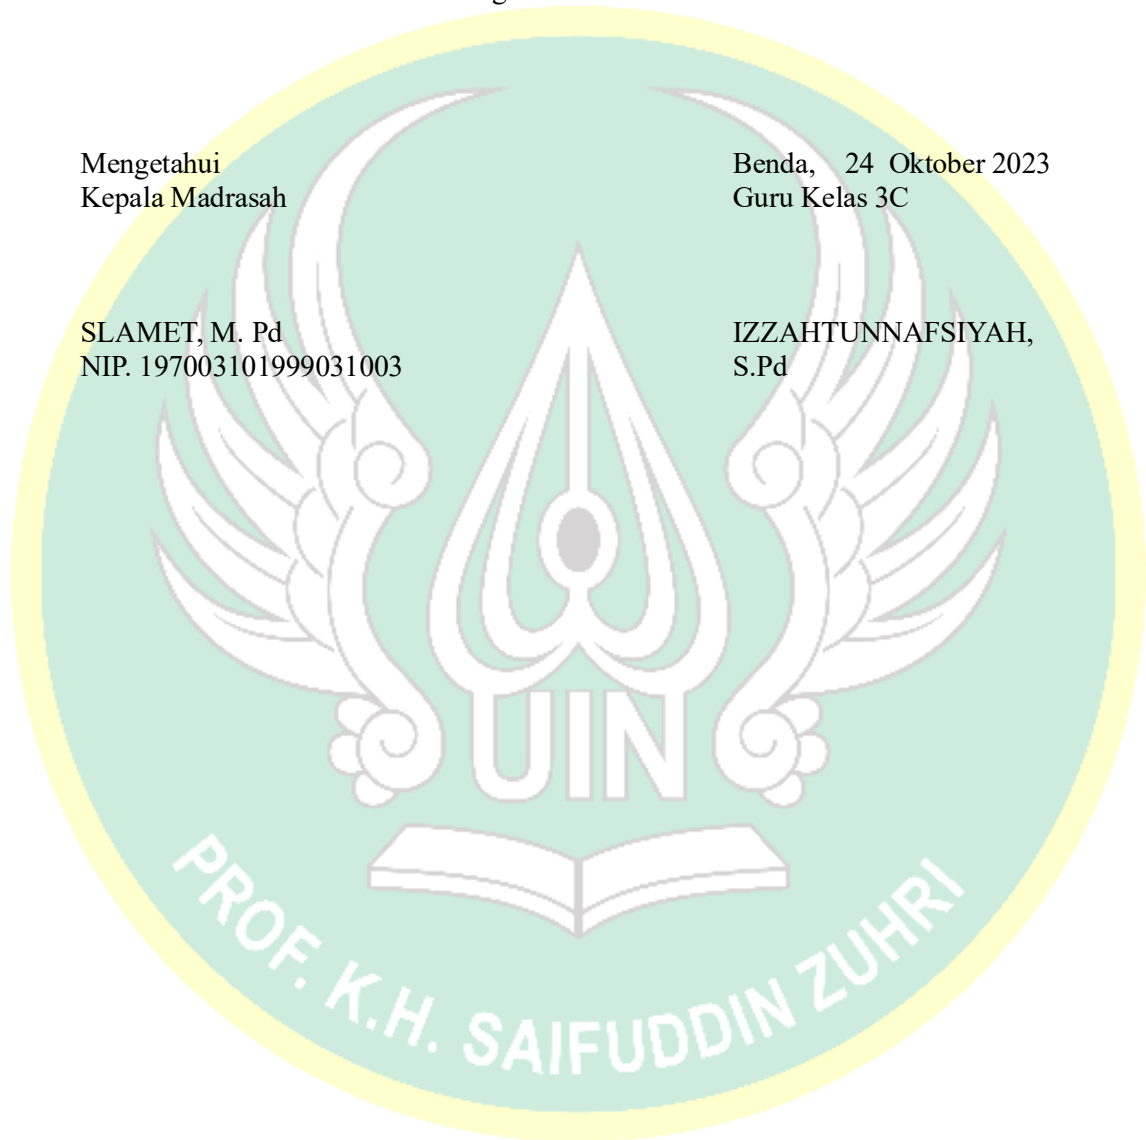 Mengetahui
Kepala Madrasah
Benda, 24 Oktober 2023
Guru Kelas 3C
SLAMET, M. Pd
NIP. 197003101999031003
IZZAHTUNNAFSIYAH,
S.Pd
UIN
PROF. K.H. SAIFUDDIN ZUHRI